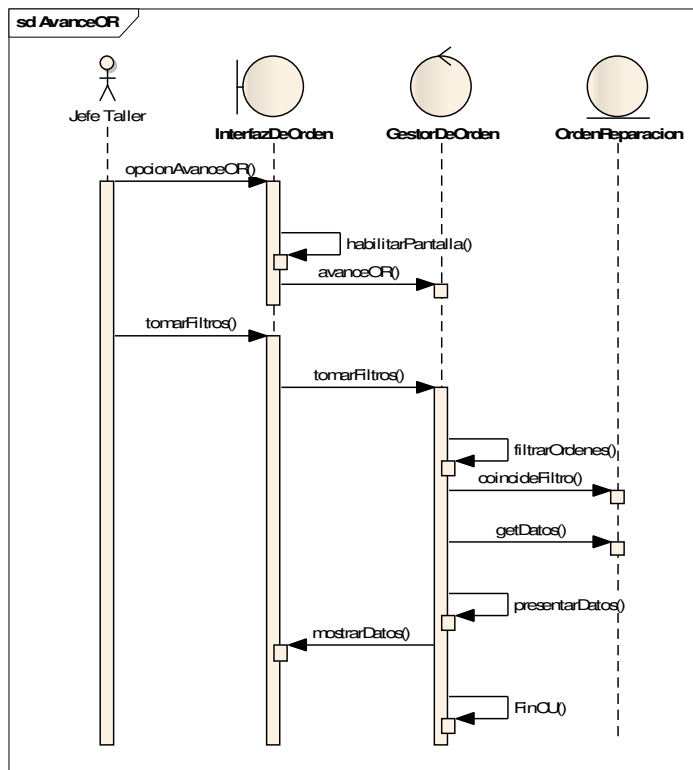 sd AvanceOR
Jefe Taller
InterfazDeOrden
GestorDeOrden
OrdenReparacion
opcionAvanceOR()
habilitarPantalla()
avanceOR()
tomarFiltros()
tomarFiltros()
filtrarOrdenes()
coincideFiltro()
getDatos()
presentarDatos()
mostrarDatos()
FinCU()